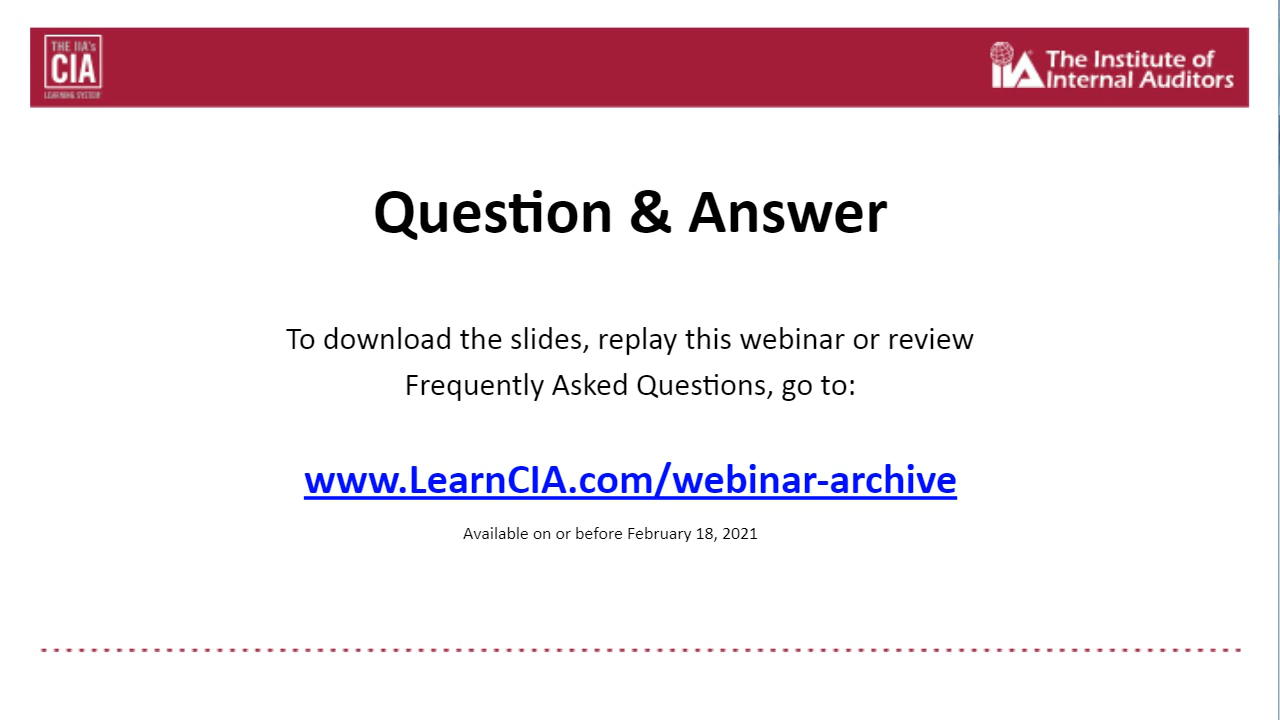 THE IIA's
CIA
LEARNING SYSTEM
IIA The Institute of
Internal Auditors
Question & Answer
To download the slides, replay this webinar or review
Frequently Asked Questions, go to:
www.LearnCIA.com/webinar-archive
Available on or before February 18, 2021